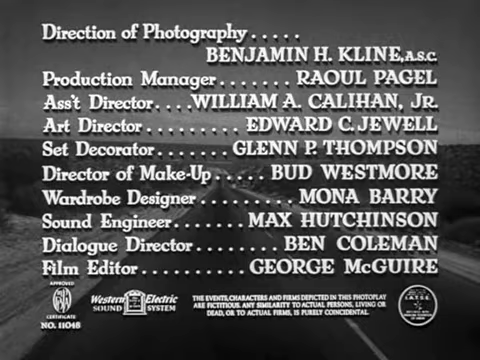 Direction of Photography . . . . .
BENJAMIN H. KLINE, A.S.C.
Production Manager . . . . . . . RAOUL PAGEL
Ass't Director . . . . WILLIAM A. CALIHAN, Jr.
Art Director . . . . . . . . . EDWARD C. JEWELL
Set Decorator . . . . . . . GLENN P. THOMPSON
Director of Make-Up . . . . . BUD WESTMORE
Wardrobe Designer . . . . . . . . . MONA BARRY
Sound Engineer . . . . . . . MAX HUTCHINSON
Dialogue Director . . . . . . . . BEN COLEMAN
Film Editor . . . . . . . . . . GEORGE McGUIRE
APPROVED
CERTIFICATE
NO. 11045
Western Electric
SOUND SYSTEM
THE EVENTS, CHARACTERS AND FIRMS DEPICTED IN THIS PHOTOPLAY
ARE FICTITIOUS. ANY SIMILARITY TO ACTUAL PERSONS, LIVING OR
DEAD, OR TO ACTUAL FIRMS, IS PURELY COINCIDENTAL.
I.A.T.S.E.